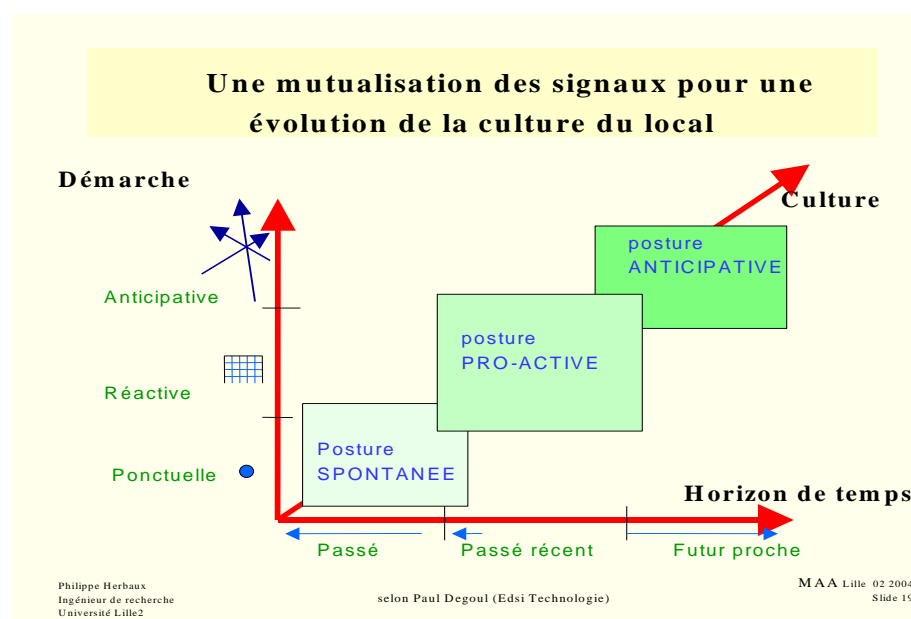 Une mutualisation des signaux pour une
évolution de la culture du local
Démarche
Culture
posture
ANTICIPATIVE
Anticipative
posture
PRO-ACTIVE
Réactive
Posture
SPONTANEE
Ponctuelle
Horizon de temps
Passé
Passé récent
Futur proche
Philippe Herbaux
Ingénieur de recherche
Université Lille2
selon Paul Degoul (Edsi Technologie)
MAA Lille 02 2004
Slide 19